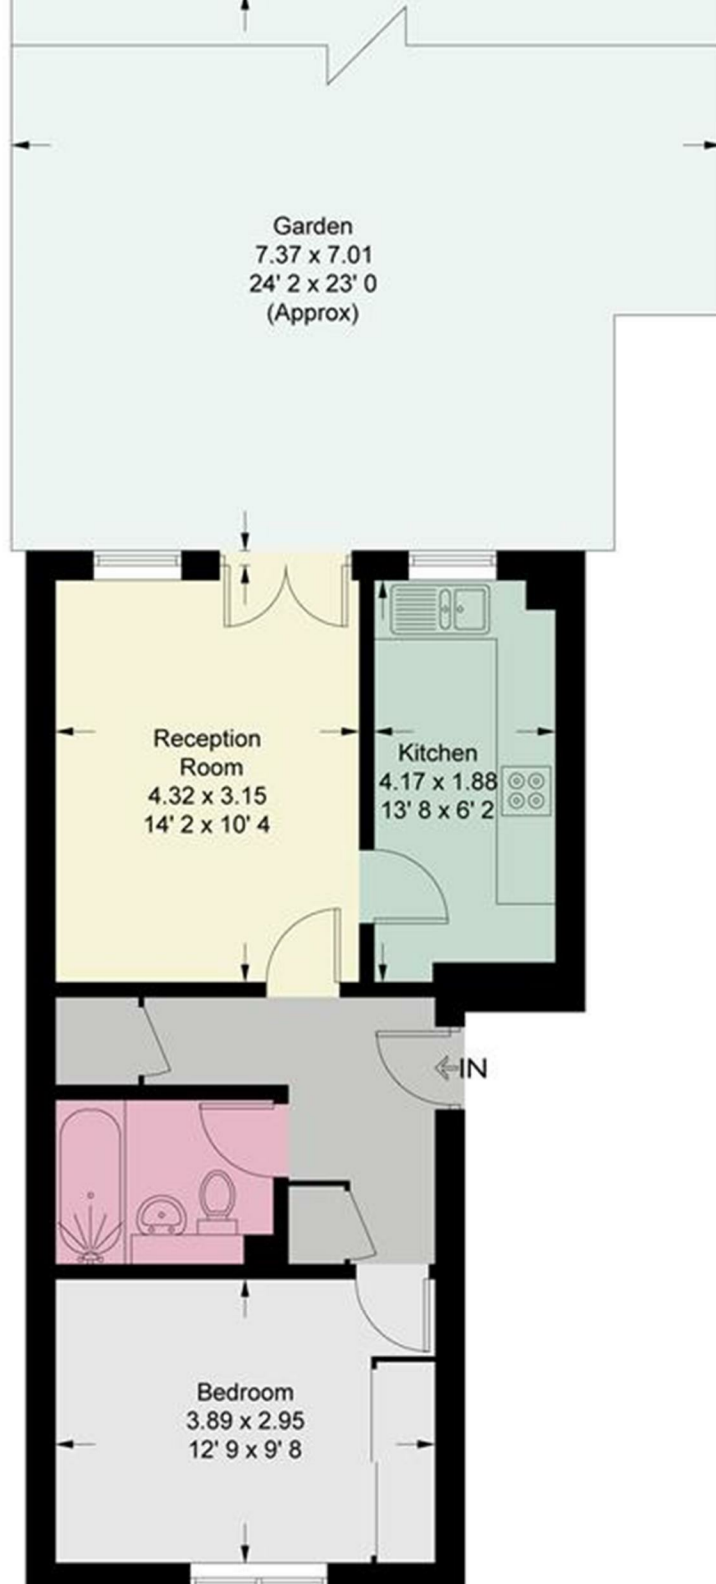 Garden
7.37 x 7.01
24' 2 x 23' 0
(Approx)
Reception
Room
4.32 x 3.15
14' 2 x 10' 4
Kitchen
4.17 x 1.88
13' 8 x 6' 2
IN
Bedroom
3.89 x 2.95
12' 9 x 9' 8